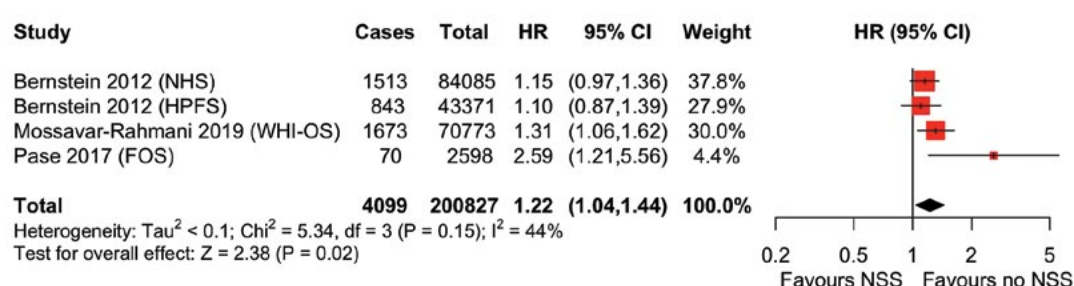 Study Cases Total HR 95% CI Weight HR (95% CI)
Bernstein 2012 (NHS) 1513 84085 1.15 (0.97,1.36) 37.8%
Bernstein 2012 (HPFS) 843 43371 1.10 (0.87,1.39) 27.9%
Mossavar-Rahmani 2019 (WHI-OS) 1673 70773 1.31 (1.06,1.62) 30.0%
Pase 2017 (FOS) 70 2598 2.59 (1.21,5.56) 4.4%
Total 4099 200827 1.22 (1.04,1.44) 100.0%
Heterogeneity: Tau² < 0.1; Chi² = 5.34, df = 3 (P = 0.15); I² = 44%
Test for overall effect: Z = 2.38 (P = 0.02)
0.2 0.5 1 2 5
Favours NSS Favours no NSS